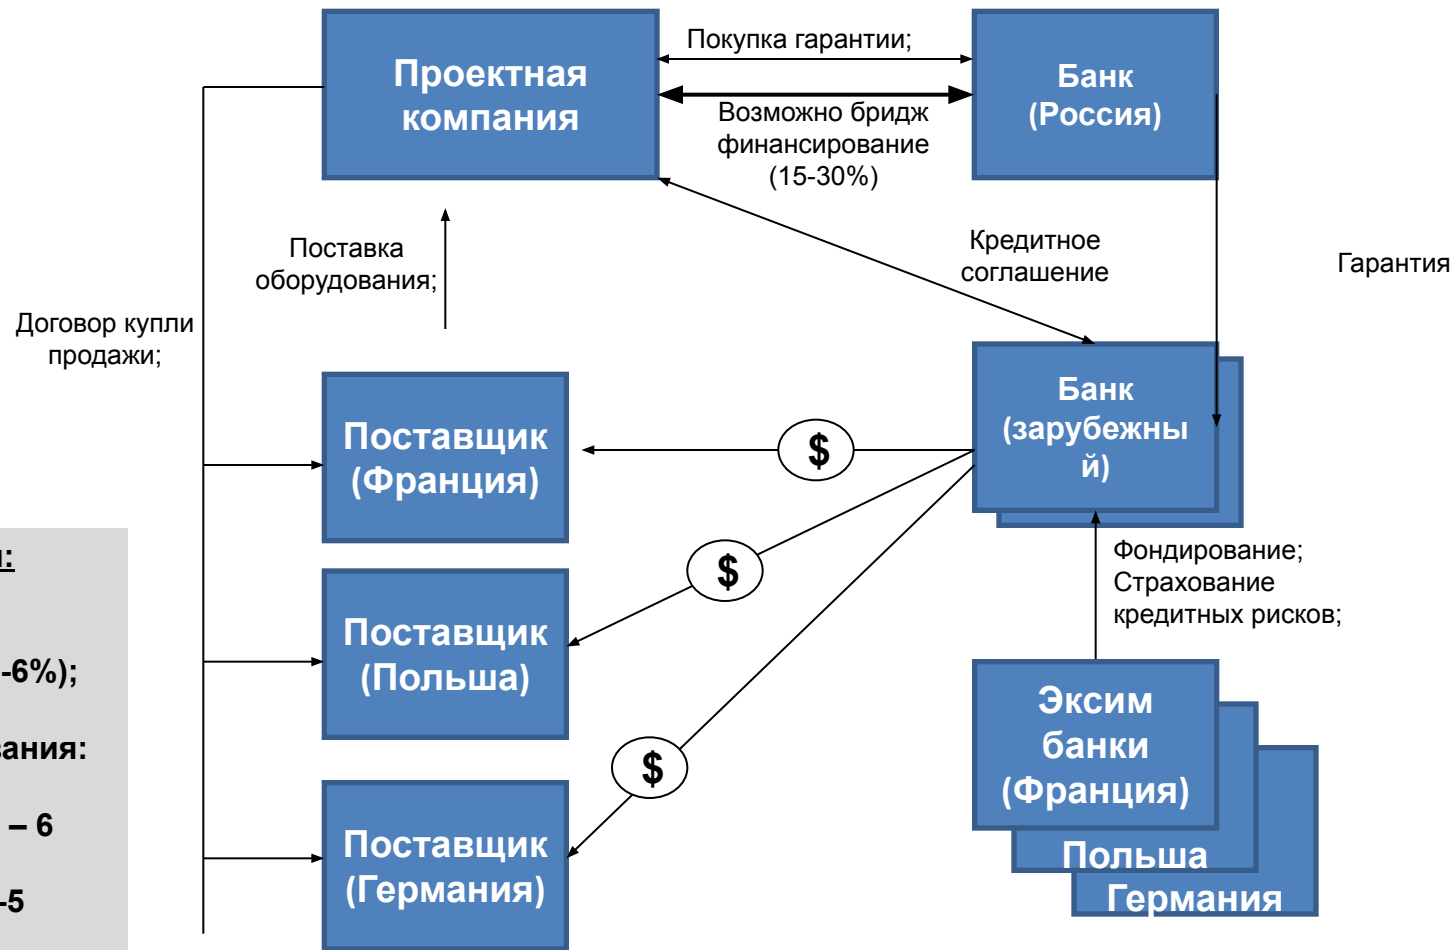 Проектная
компания
Покупка гарантии;
Возможно бридж
финансирование
(15-30%)
Банк
(Россия)
Поставка
оборудования;
Кредитное
соглашение
Гарантия
Договор купли
продажи;
Поставщик
(Франция)
$
Банк
(зарубежны
й)
Поставщик
(Польша)
$
Фондирование;
Страхование
кредитных рисков;
Поставщик
(Германия)
$
Эксим
банки
(Франция)
Польша
Германия
-6%);
– 6
-5